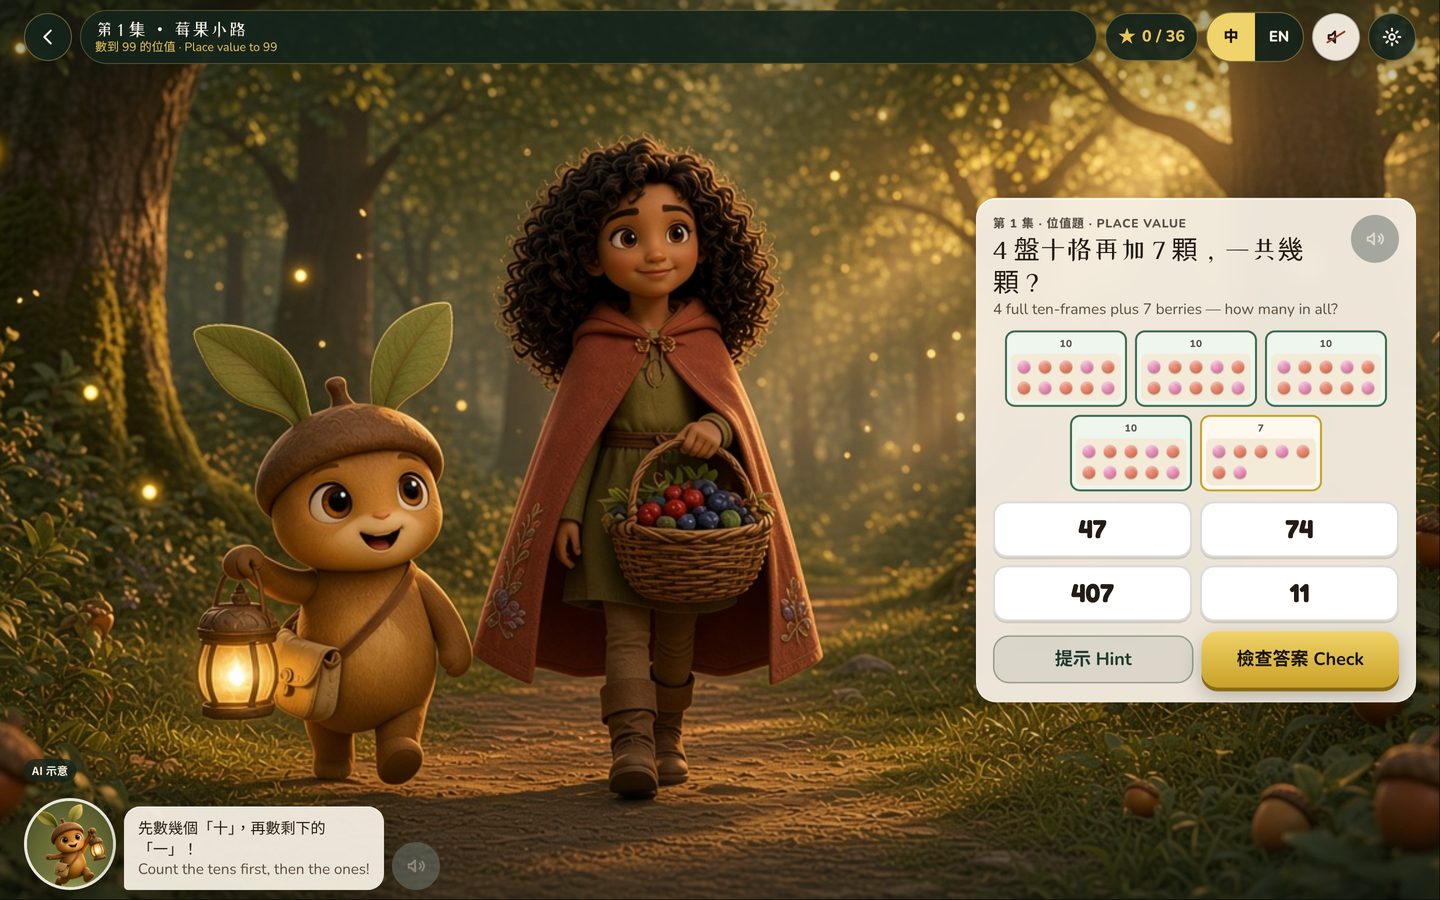 第 1 集 · 莓果小路
數到 99 的位值 · Place value to 99
★ 0 / 36
中
EN
第 1 集 · 位值題 · PLACE VALUE
4 盤十格再加 7 顆，一共幾
顆？
4 full ten-frames plus 7 berries — how many in all?
10
10
10
10
7
47
74
407
11
提示 Hint
檢查答案 Check
AI 示意
先數幾個「十」，再數剩下的
「一」！
Count the tens first, then the ones!